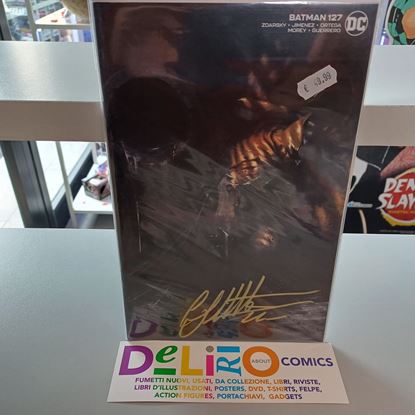 BATMAN 127
ZDARSKY • JIMENEZ • ORTEGA
MOREY • GUERRERO
DC
€ 49,99
DELIRIO ABOUT COMICS
FUMETTI NUOVI, USATI, DA COLLEZIONE, LIBRI, RIVISTE,
LIBRI D'ILLUSTRAZIONI, POSTERS, DVD, T-SHIRTS, FELPE,
ACTION FIGURES, PORTACHIAVI, GADGETS